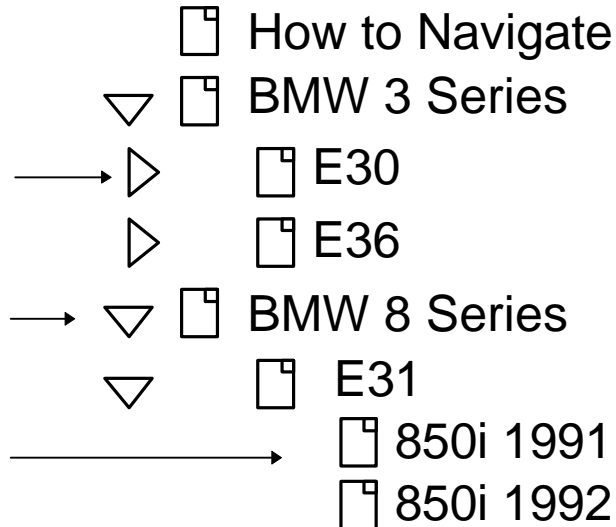 How to Navigate
BMW 3 Series
E30
E36
BMW 8 Series
E31
850i 1991
850i 1992